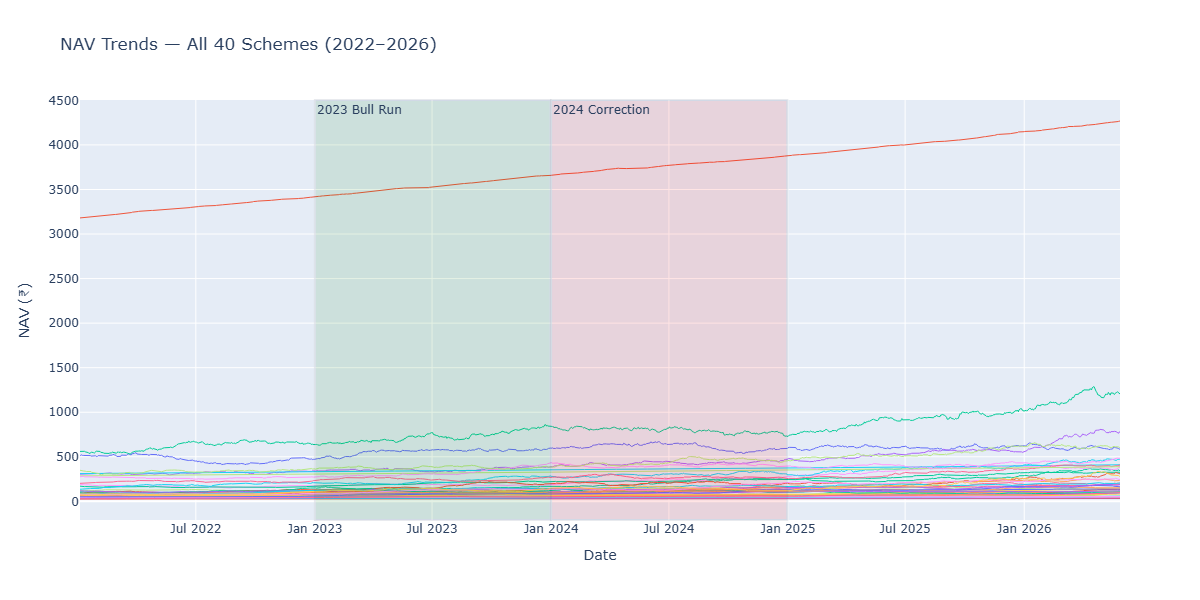 NAV Trends — All 40 Schemes (2022–2026)
2023 Bull Run
2024 Correction
4500
4000
3500
3000
2500
2000
1500
1000
500
0
NAV (₹)
Jul 2022
Jan 2023
Jul 2023
Jan 2024
Jul 2024
Jan 2025
Jul 2025
Jan 2026
Date